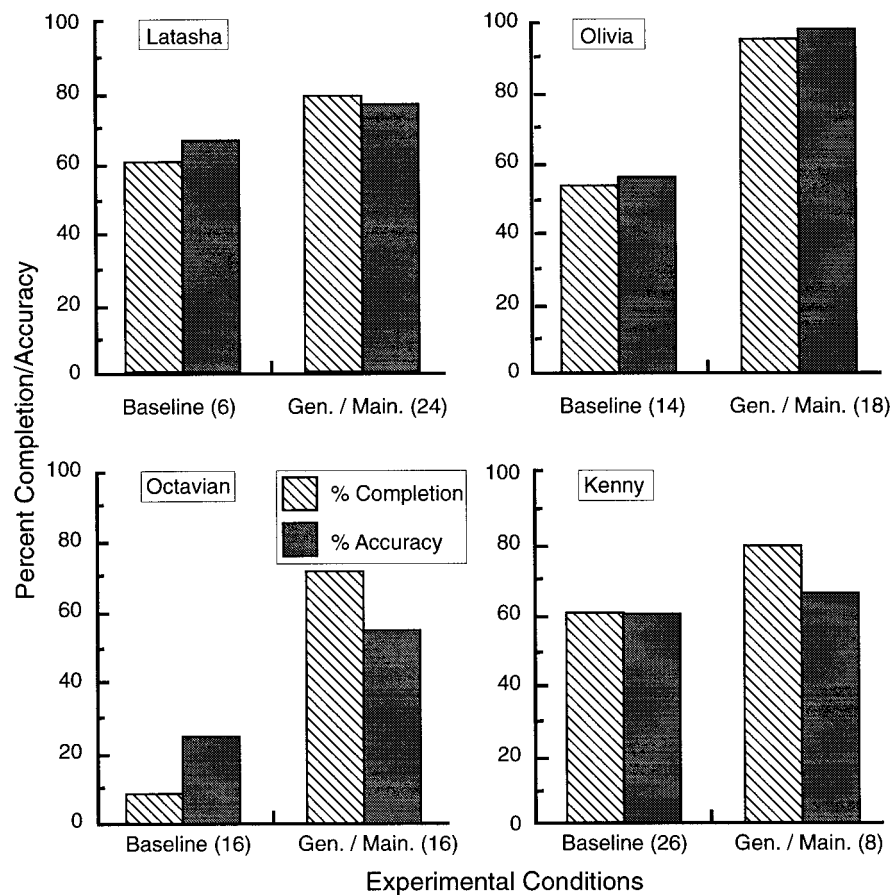 Percent Completion/Accuracy
100
80
60
40
20
0
Latasha
Baseline (6)
Gen. / Main. (24)
100
80
60
40
20
0
Olivia
Baseline (14)
Gen. / Main. (18)
100
80
60
40
20
0
Octavian
% Completion
% Accuracy
Baseline (16)
Gen. / Main. (16)
100
80
60
40
20
0
Kenny
Baseline (26)
Gen. / Main. (8)
Experimental Conditions